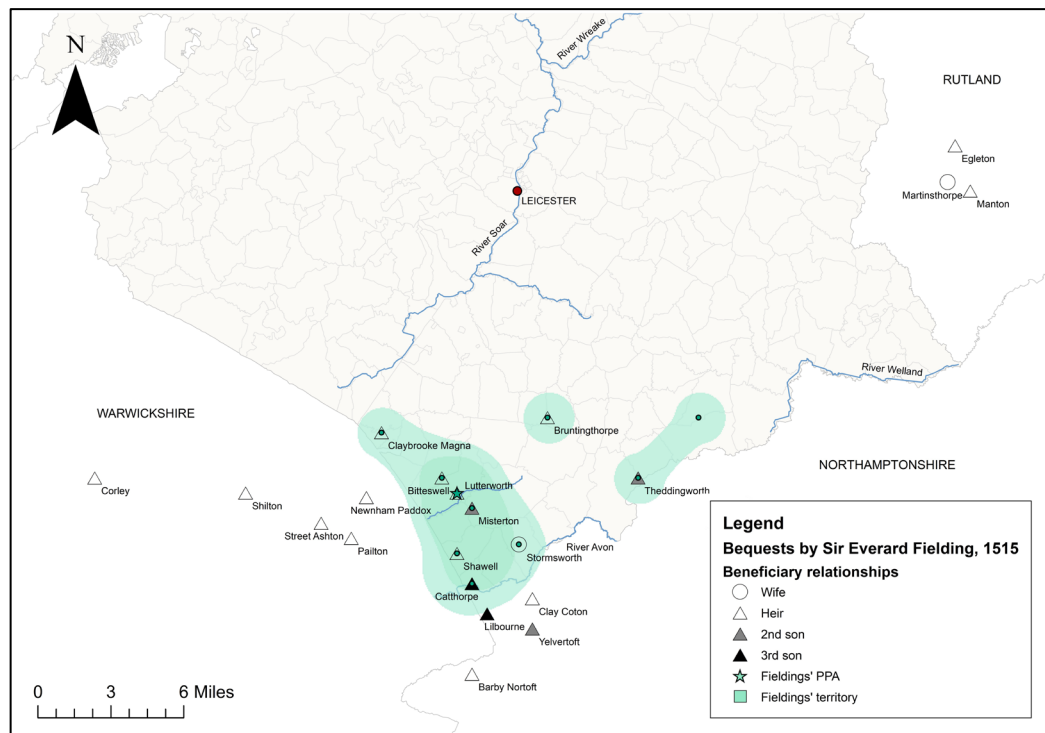 N
River Wreake
RUTLAND
Egleton
Martinsthorpe
Manton
LEICESTER
River Soar
River Welland
WARWICKSHIRE
Bruntingthorpe
Claybrooke Magna
NORTHAMPTONSHIRE
Corley
Bitteswell
Lutterworth
Theddingworth
Shilton
Newnham Paddox
Misterton
Street Ashton
Pailton
River Avon
Stormsworth
Shawell
Catthorpe
Clay Coton
Lilbourne
Yelvertoft
Barby Nortoft
0 3 6 Miles
Legend
Bequests by Sir Everard Fielding, 1515
Beneficiary relationships
Wife
Heir
2nd son
3rd son
Fieldings' PPA
Fieldings' territory